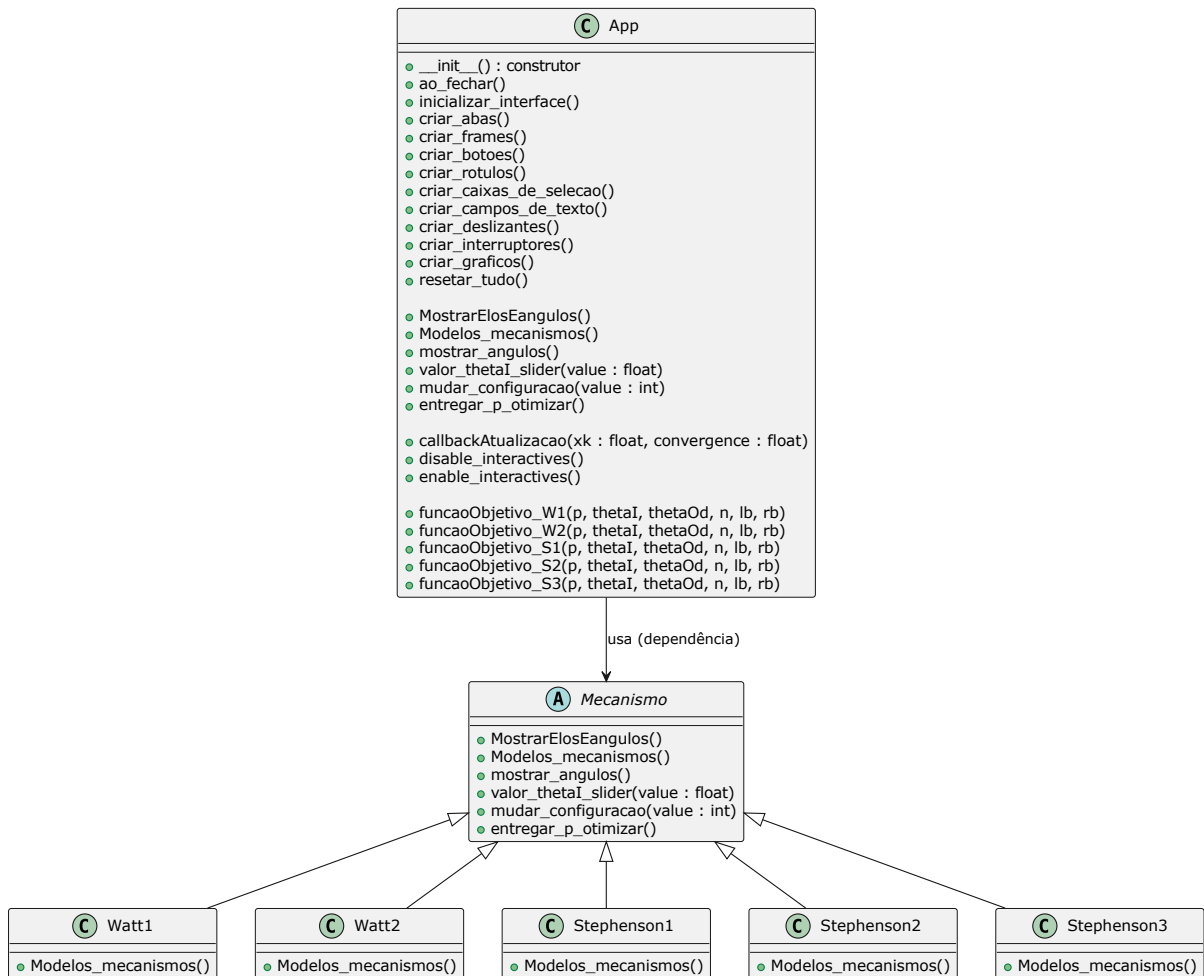 C App
+ __init__() : construtor
ao_fechar()
inicializar_interface()
criar_abas()
criar_frames()
criar_botoes()
criar_rotulos()
criar_caixas_de_selecao()
criar_campos_de_texto()
criar_deslizantes()
criar_interruptores()
criar_graficos()
resetar_tudo()
MostrarElosEangulos()
Modelos_mecanismos()
mostrar_angulos()
valor_thetaI_slider(value : float)
mudar_configuracao(value : int)
entregar_p_otimizar()
callbackAtualizacao(xk : float, convergence : float)
disable_interactives()
enable_interactives()
funcaoObjetivo_W1(p, thetaI, thetaOd, n, lb, rb)
funcaoObjetivo_W2(p, thetaI, thetaOd, n, lb, rb)
funcaoObjetivo_S1(p, thetaI, thetaOd, n, lb, rb)
funcaoObjetivo_S2(p, thetaI, thetaOd, n, lb, rb)
funcaoObjetivo_S3(p, thetaI, thetaOd, n, lb, rb)
usa (dependência)
A Mecanismo
MostrarElosEangulos()
Modelos_mecanismos()
mostrar_angulos()
valor_thetaI_slider(value : float)
mudar_configuracao(value : int)
entregar_p_otimizar()
C Watt1
Modelos_mecanismos()
C Watt2
Modelos_mecanismos()
C Stephenson1
Modelos_mecanismos()
C Stephenson2
Modelos_mecanismos()
C Stephenson3
Modelos_mecanismos()